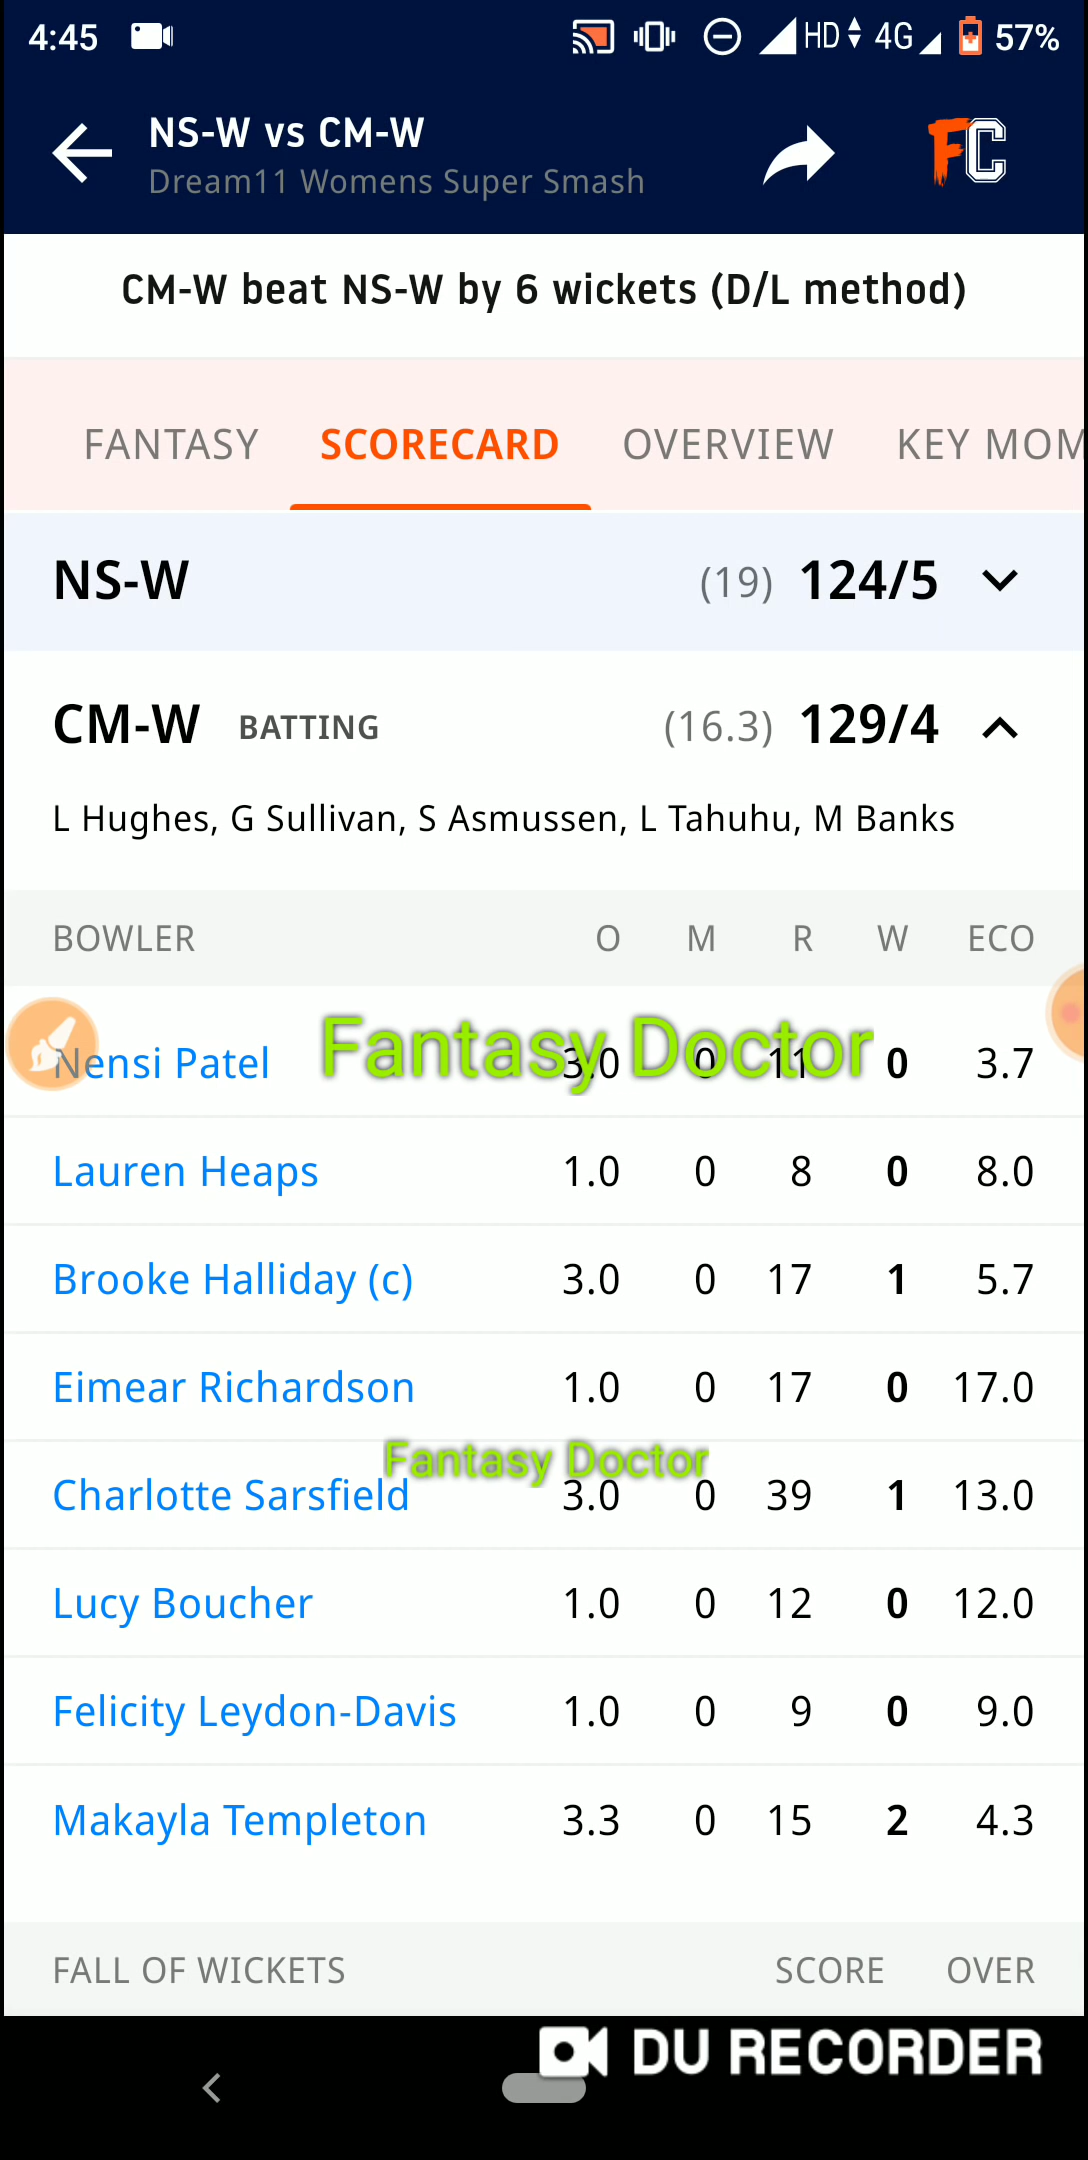 4:45 HD 4G 57%
NS-W vs CM-W
Dream11 Womens Super Smash
FC
CM-W beat NS-W by 6 wickets (D/L method)
FANTASY SCORECARD OVERVIEW KEY MOM
NS-W (19) 124/5
CM-W BATTING (16.3) 129/4
L Hughes, G Sullivan, S Asmussen, L Tahuhu, M Banks
BOWLER O M R W ECO
Fantasy Doctor
Nensi Patel 3.0 0 11 0 3.7
Lauren Heaps 1.0 0 8 0 8.0
Brooke Halliday (c) 3.0 0 17 1 5.7
Eimear Richardson 1.0 0 17 0 17.0
Fantasy Doctor
Charlotte Sarsfield 3.0 0 39 1 13.0
Lucy Boucher 1.0 0 12 0 12.0
Felicity Leydon-Davis 1.0 0 9 0 9.0
Makayla Templeton 3.3 0 15 2 4.3
FALL OF WICKETS SCORE OVER
DU RECORDER